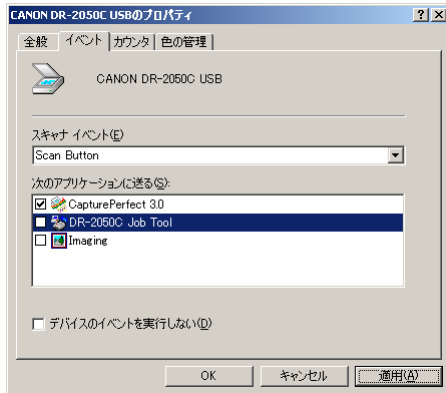 CANON DR-2050C USBのプロパティ
全般 イベント カウンタ 色の管理
CANON DR-2050C USB
スキャナ イベント(E)
Scan Button
次のアプリケーションに送る(S):
CapturePerfect 3.0
DR-2050C Job Tool
Imaging
デバイスのイベントを実行しない(D)
OK キャンセル 適用(A)